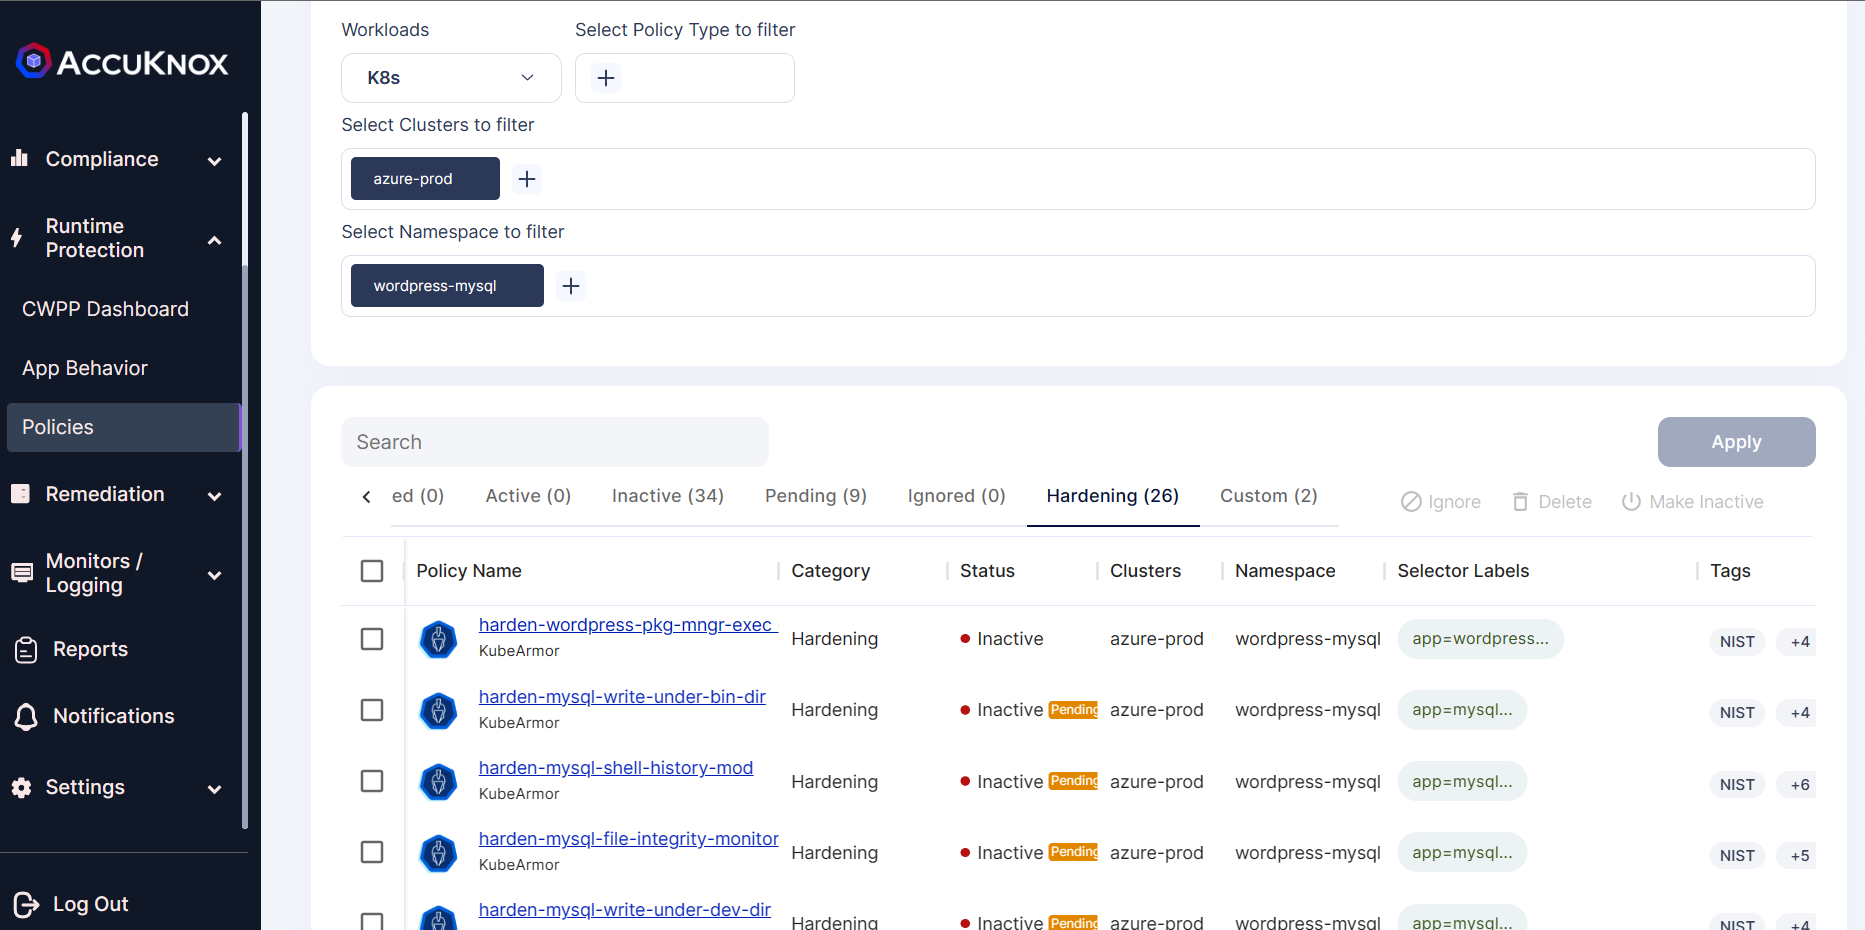 ACCUKNOX
Compliance
Runtime
Protection
CWPP Dashboard
App Behavior
Policies
Remediation
Monitors /
Logging
Reports
Notifications
Settings
Log Out
Workloads
Select Policy Type to filter
K8s
+
Select Clusters to filter
azure-prod +
Select Namespace to filter
wordpress-mysql +
Search
Apply
ed (0) Active (0) Inactive (34) Pending (9) Ignored (0) Hardening (26) Custom (2)
Ignore Delete Make Inactive
Policy Name Category Status Clusters Namespace Selector Labels Tags
harden-wordpress-pkg-mngr-exec
KubeArmor
Hardening Inactive azure-prod wordpress-mysql app=wordpress... NIST +4
harden-mysql-write-under-bin-dir
KubeArmor
Hardening Inactive Pending azure-prod wordpress-mysql app=mysql... NIST +4
harden-mysql-shell-history-mod
KubeArmor
Hardening Inactive Pending azure-prod wordpress-mysql app=mysql... NIST +6
harden-mysql-file-integrity-monitor
KubeArmor
Hardening Inactive Pending azure-prod wordpress-mysql app=mysql... NIST +5
harden-mysql-write-under-dev-dir
Hardening Inactive Pending azure-prod wordpress-mysql app=mysql... NIST +4